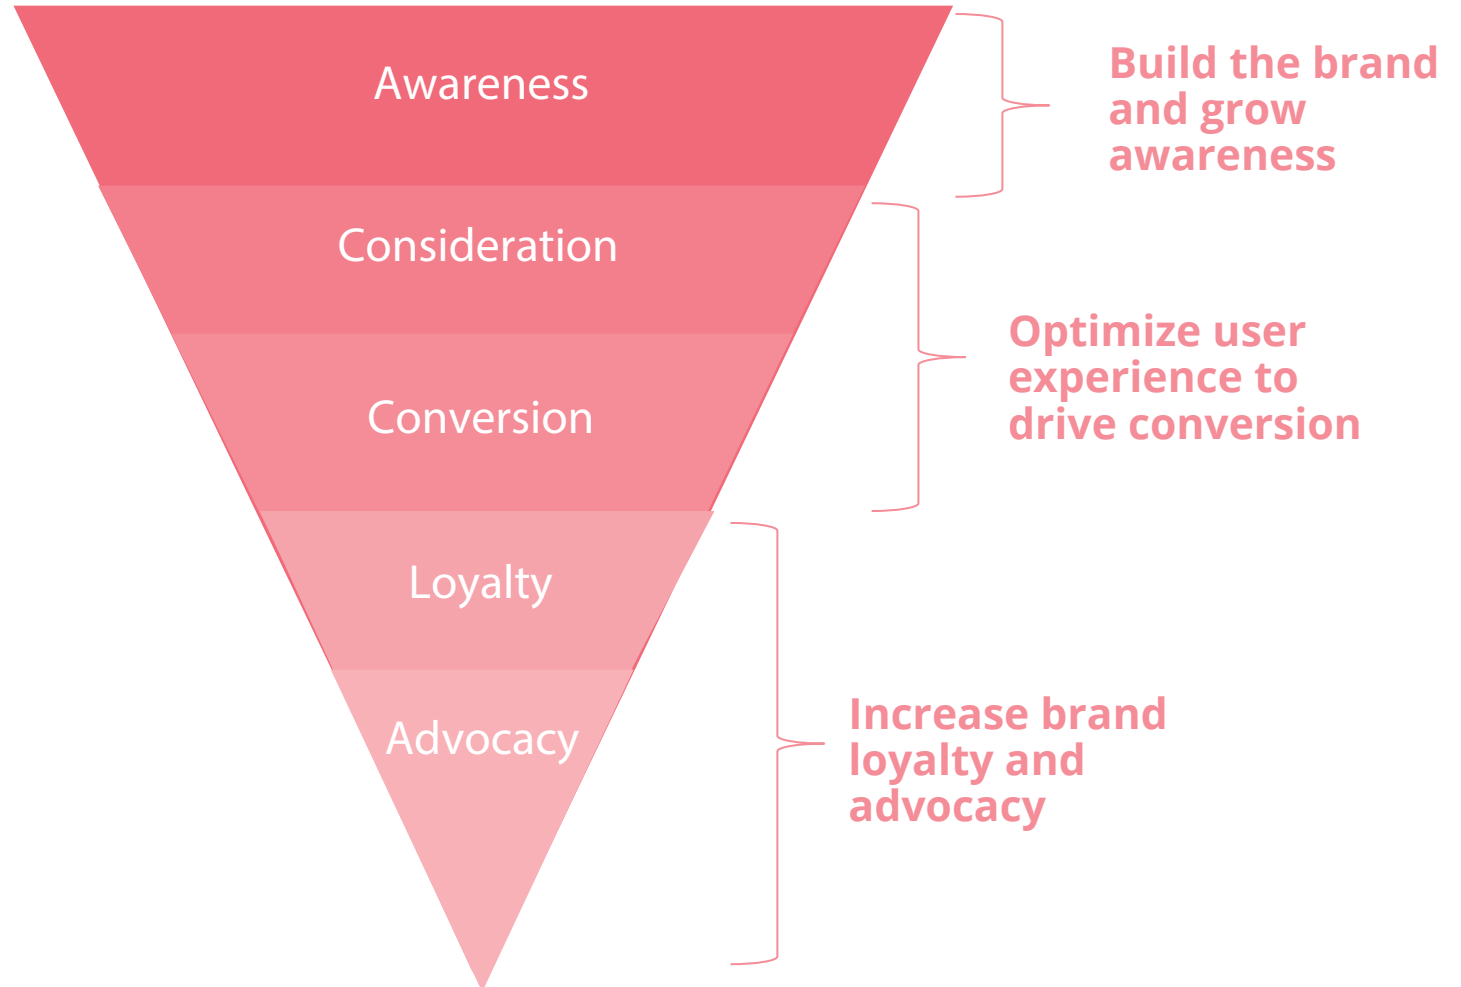 Awareness
Build the brand
and grow
awareness
Consideration
Conversion
Optimize user
experience to
drive conversion
Loyalty
Advocacy
Increase brand
loyalty and
advocacy